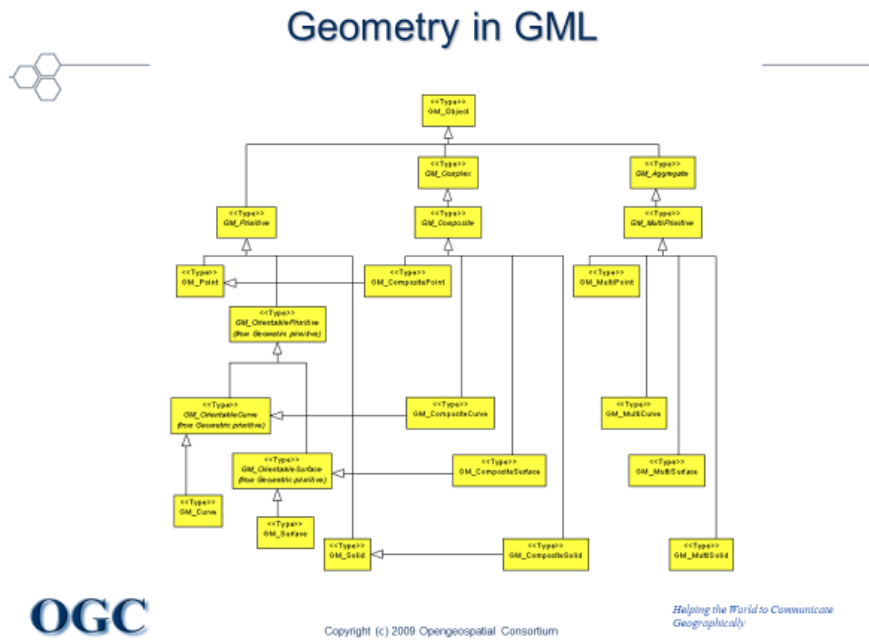 Geometry in GML
<<Type>>
GM_Object
<<Type>>
GM_Complex
<<Type>>
GM_Aggregate
<<Type>>
GM_Primitive
<<Type>>
GM_Composite
<<Type>>
GM_MultiPrimitive
<<Type>>
GM_Point
<<Type>>
GM_CompositePoint
<<Type>>
GM_MultiPoint
<<Type>>
GM_OrientablePrimitive
(from Geometric primitive)
<<Type>>
GM_OrientableCurve
(from Geometric primitive)
<<Type>>
GM_CompositeCurve
<<Type>>
GM_MultiCurve
<<Type>>
GM_OrientableSurface
(from Geometric primitive)
<<Type>>
GM_CompositeSurface
<<Type>>
GM_MultiSurface
<<Type>>
GM_Curve
<<Type>>
GM_Surface
<<Type>>
GM_Solid
<<Type>>
GM_CompositeSolid
<<Type>>
GM_MultiSolid
OGC
Copyright (c) 2009 Opengeospatial Consortium
Helping the World to Communicate
Geographically